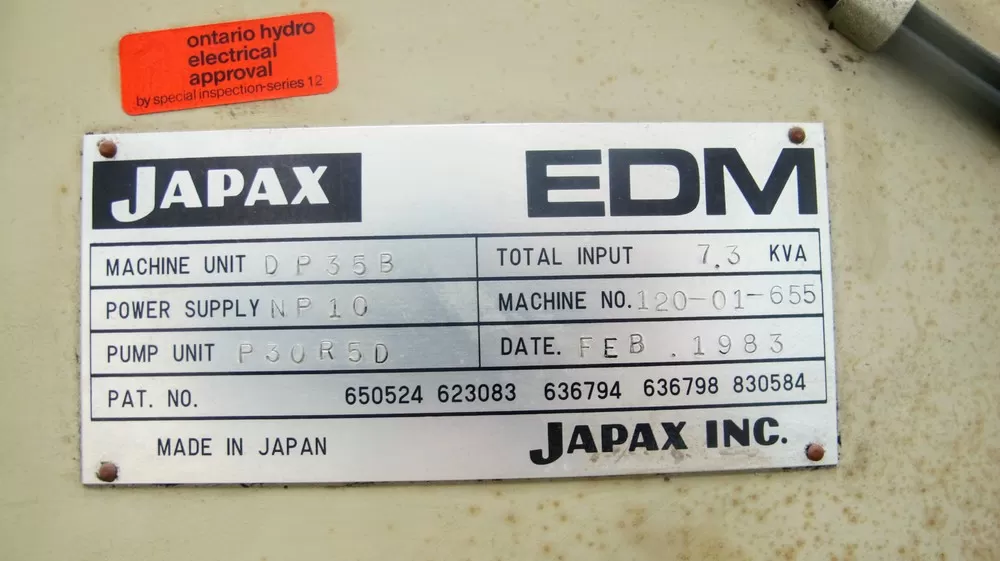 ontario hydro
electrical
approval
by special inspection-series 12
JAPAX EDM
MACHINE UNIT DP35B TOTAL INPUT 7.3 KVA
POWER SUPPLY NP10 MACHINE NO. 120-01-655
PUMP UNIT P30R5D DATE. FEB . 1983
PAT. NO. 650524 623083 636794 636798 830584
MADE IN JAPAN JAPAX INC.